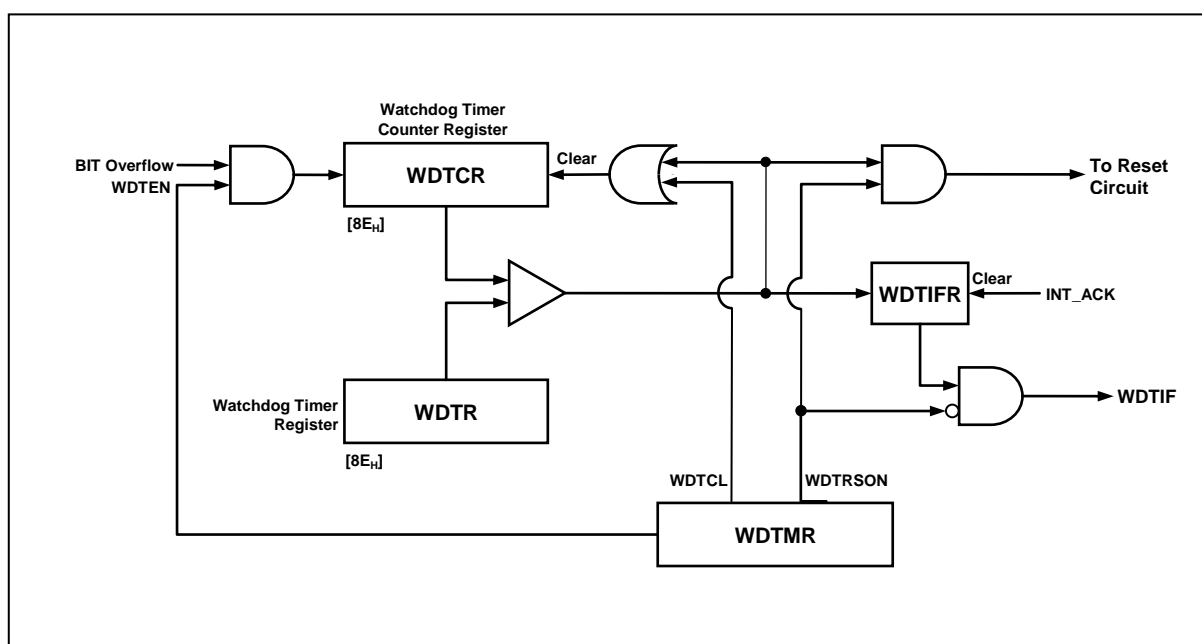 Watchdog Timer
Counter Register
BIT Overflow
WDTEN
WDTCR
Clear
To Reset
Circuit
[8EH]
WDTIFR
Clear
INT_ACK
Watchdog Timer
Register
WDTR
WDTIF
[8EH]
WDTCL
WDTRSON
WDTMR